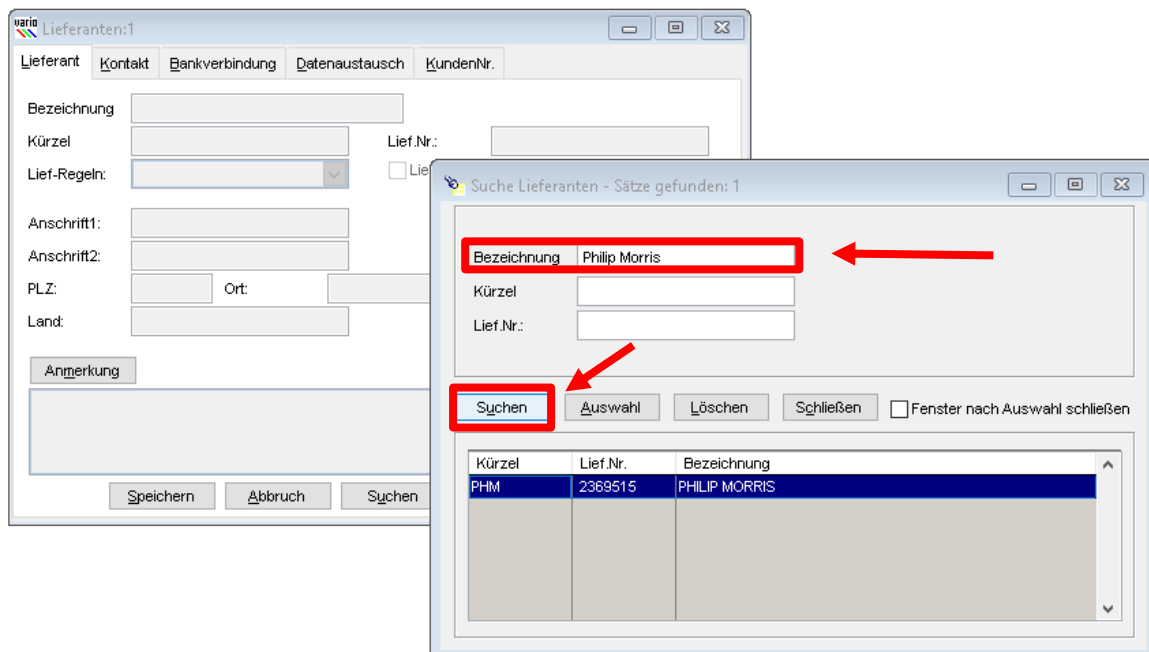 vario Lieferanten:1
Lieferant Kontakt Bankverbindung Datenaustausch KundenNr.
Bezeichnung
Kürzel Lief.Nr.:
Lief-Regeln: Lie
Anschrift1:
Anschrift2:
PLZ: Ort:
Land:
Anmerkung
Speichern Abbruch Suchen
Suche Lieferanten - Sätze gefunden: 1
Bezeichnung Philip Morris
Kürzel
Lief.Nr.:
Suchen Auswahl Löschen Schließen Fenster nach Auswahl schließen
Kürzel Lief.Nr. Bezeichnung
PHM 2369515 PHILIP MORRIS